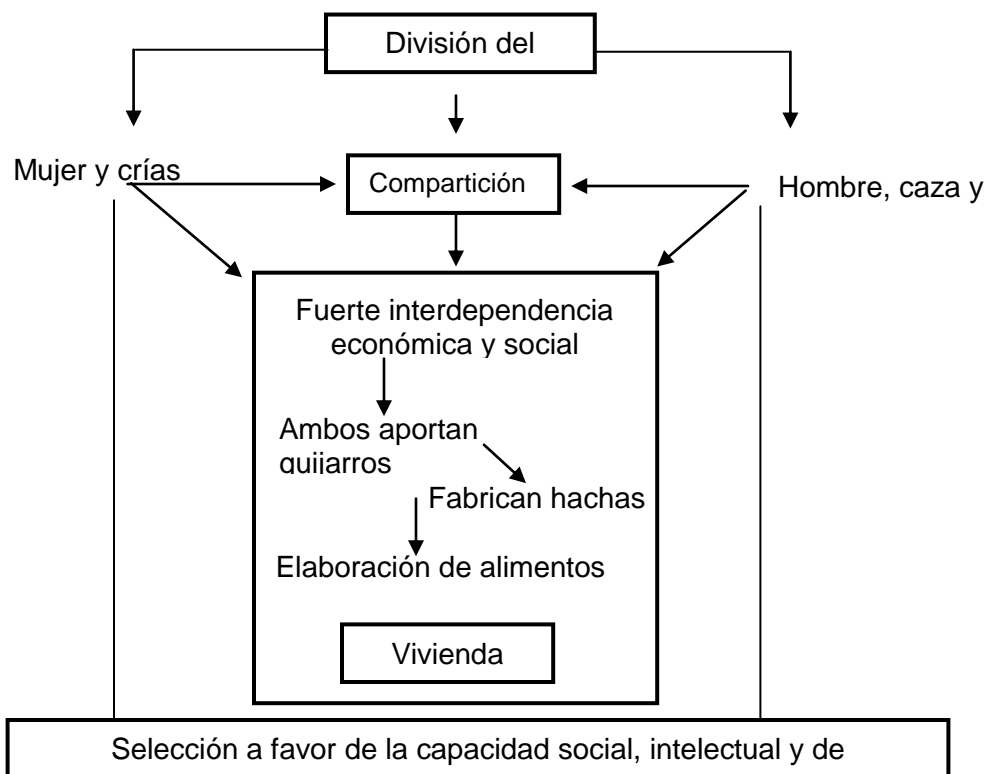 División del
Mujer y crías
Compartición
Hombre, caza y
Fuerte interdependencia
económica y social
Ambos aportan
guijarros
Fabrican hachas
Elaboración de alimentos
Vivienda
Selección a favor de la capacidad social, intelectual y de